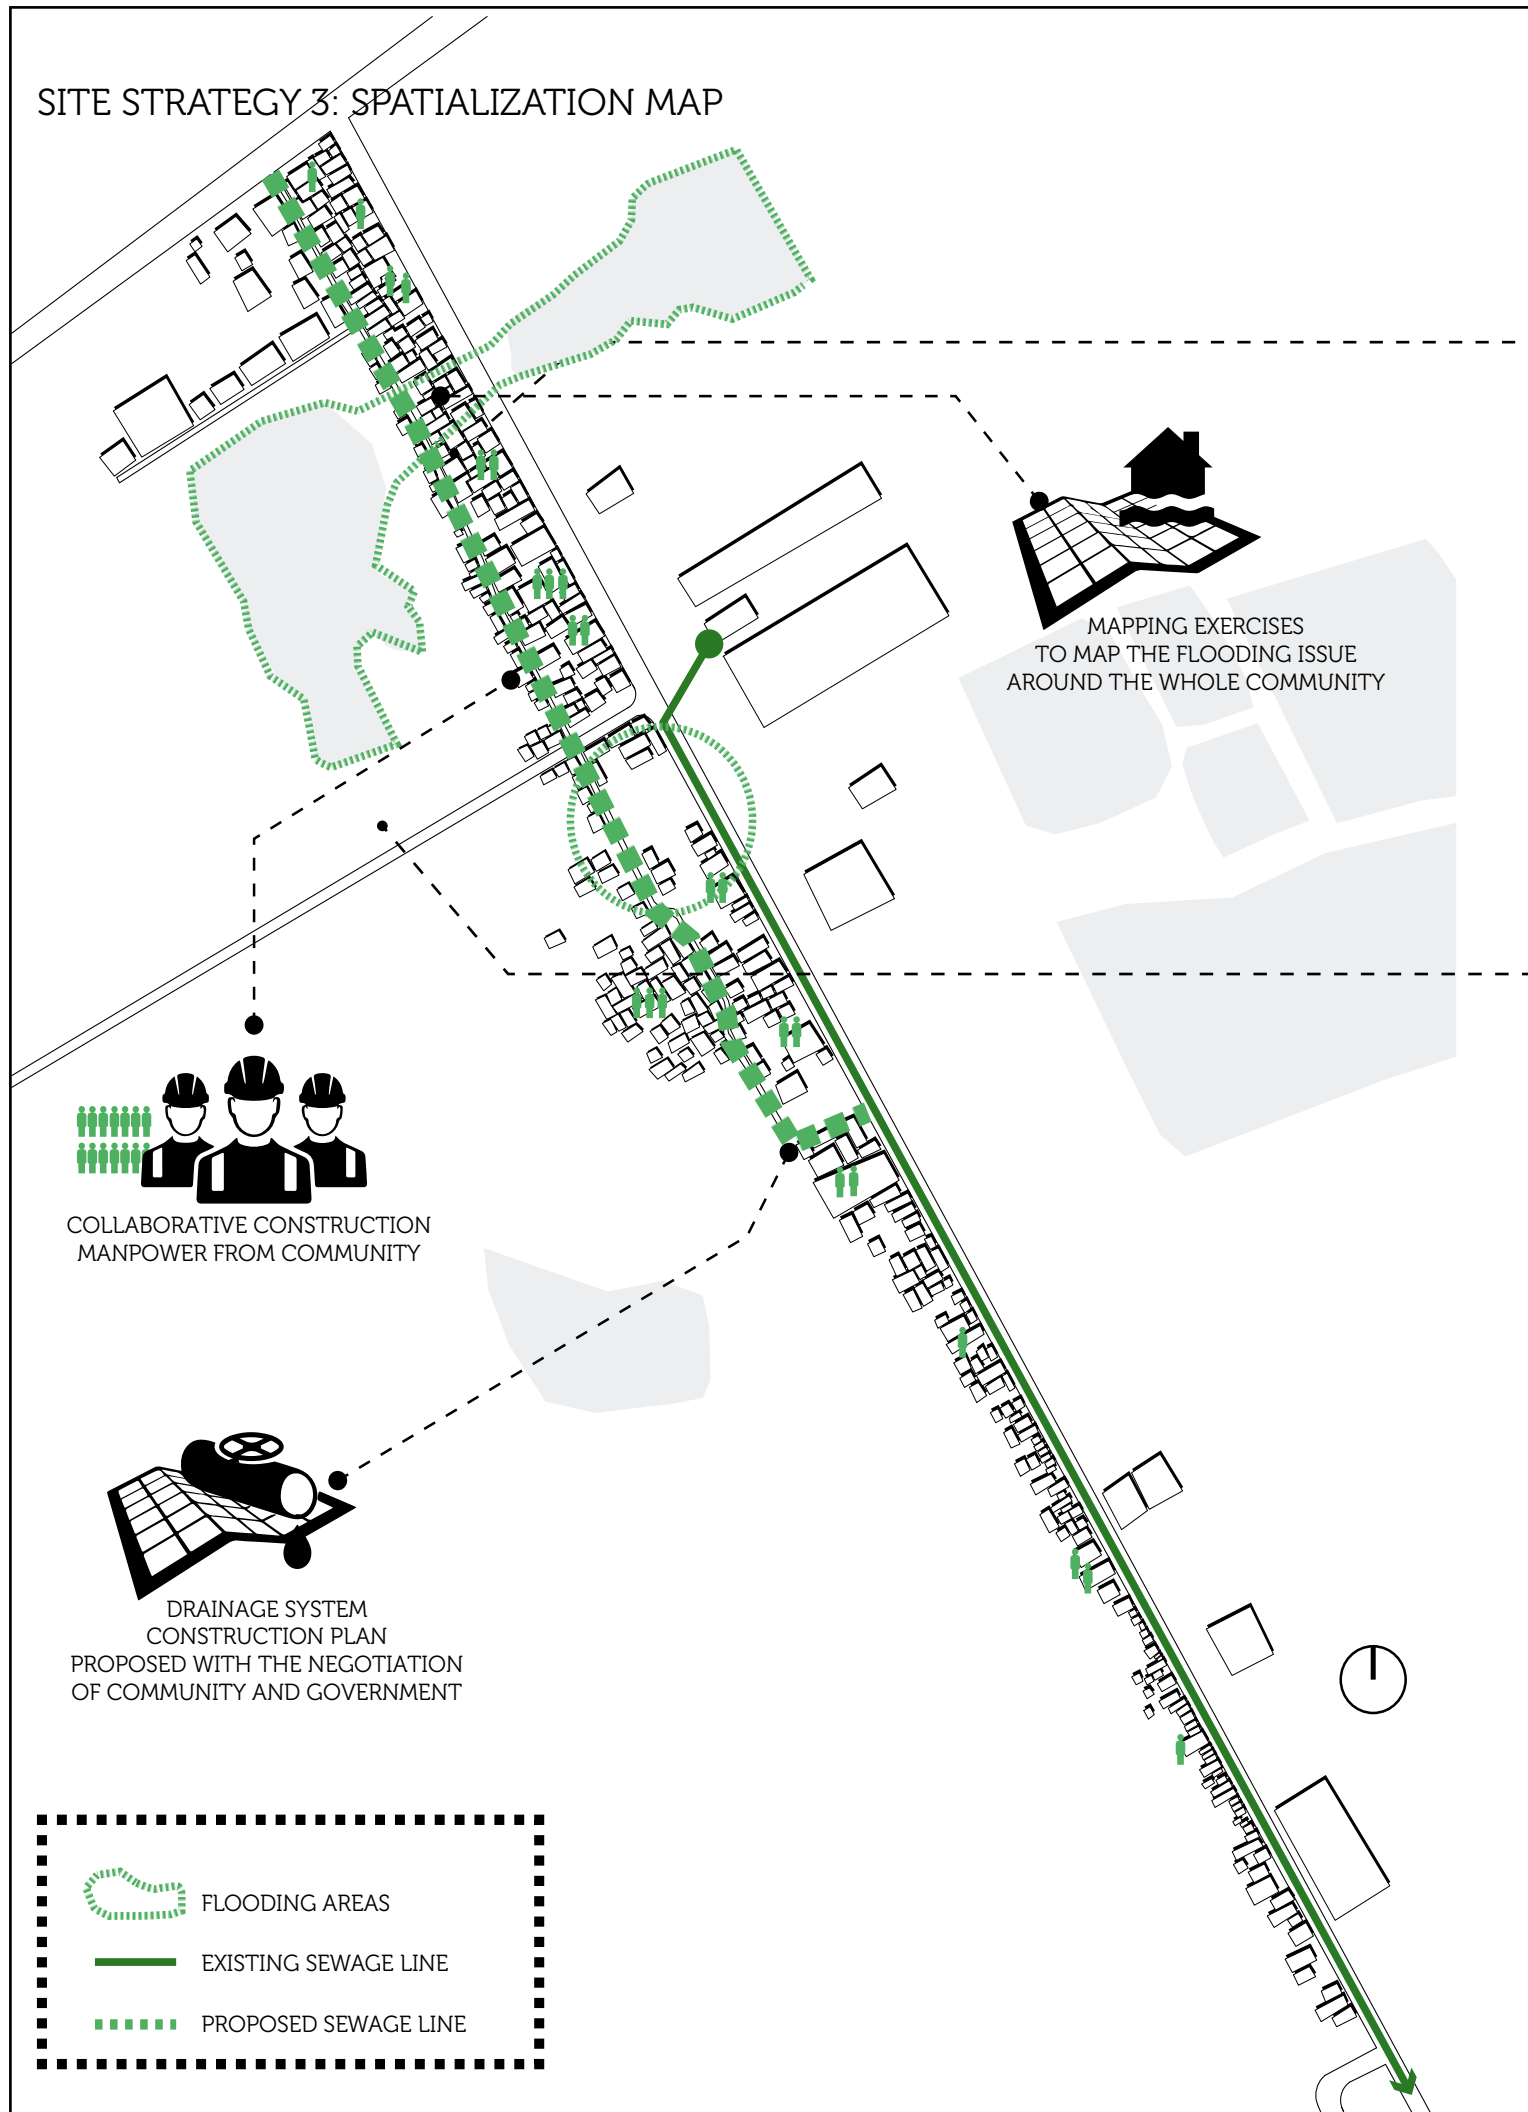 SITE STRATEGY 3: SPATIALIZATION MAP
MAPPING EXERCISES
TO MAP THE FLOODING ISSUE
AROUND THE WHOLE COMMUNITY
COLLABORATIVE CONSTRUCTION
MANPOWER FROM COMMUNITY
DRAINAGE SYSTEM
CONSTRUCTION PLAN
PROPOSED WITH THE NEGOTIATION
OF COMMUNITY AND GOVERNMENT
FLOODING AREAS
EXISTING SEWAGE LINE
PROPOSED SEWAGE LINE